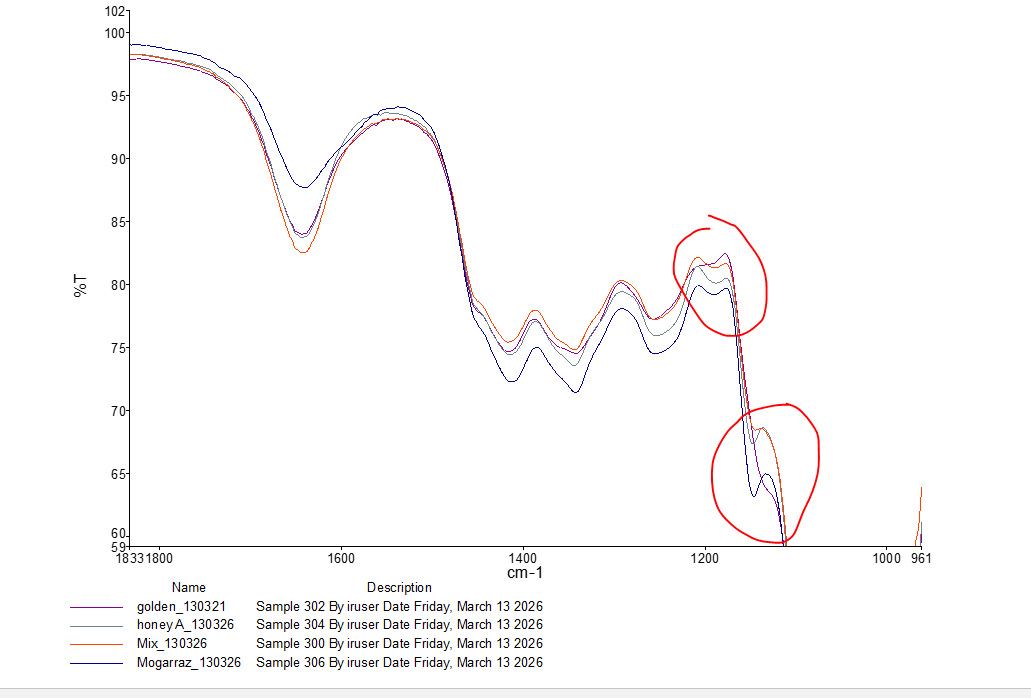 102
100
95
90
85
80
%T
75
70
65
60
59
1833 1800 1600 1400 1200 1000 961
cm-1
Name Description
golden_130321 Sample 302 By iruser Date Friday, March 13 2026
honeyA_130326 Sample 304 By iruser Date Friday, March 13 2026
Mix_130326 Sample 300 By iruser Date Friday, March 13 2026
Mogarraz_130326 Sample 306 By iruser Date Friday, March 13 2026